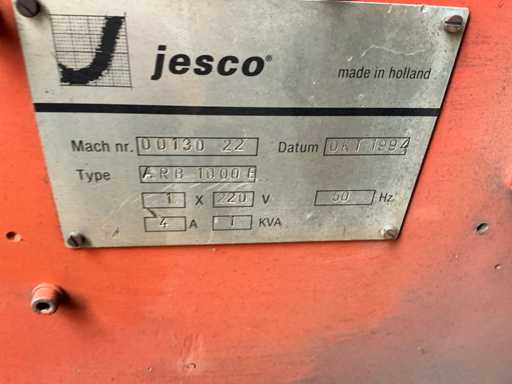 jesco®
made in holland
Mach nr. 00130 22 Datum OKT 1994
Type ARB 1000 E
1 X 220 V 50 Hz
4 A 1 KVA